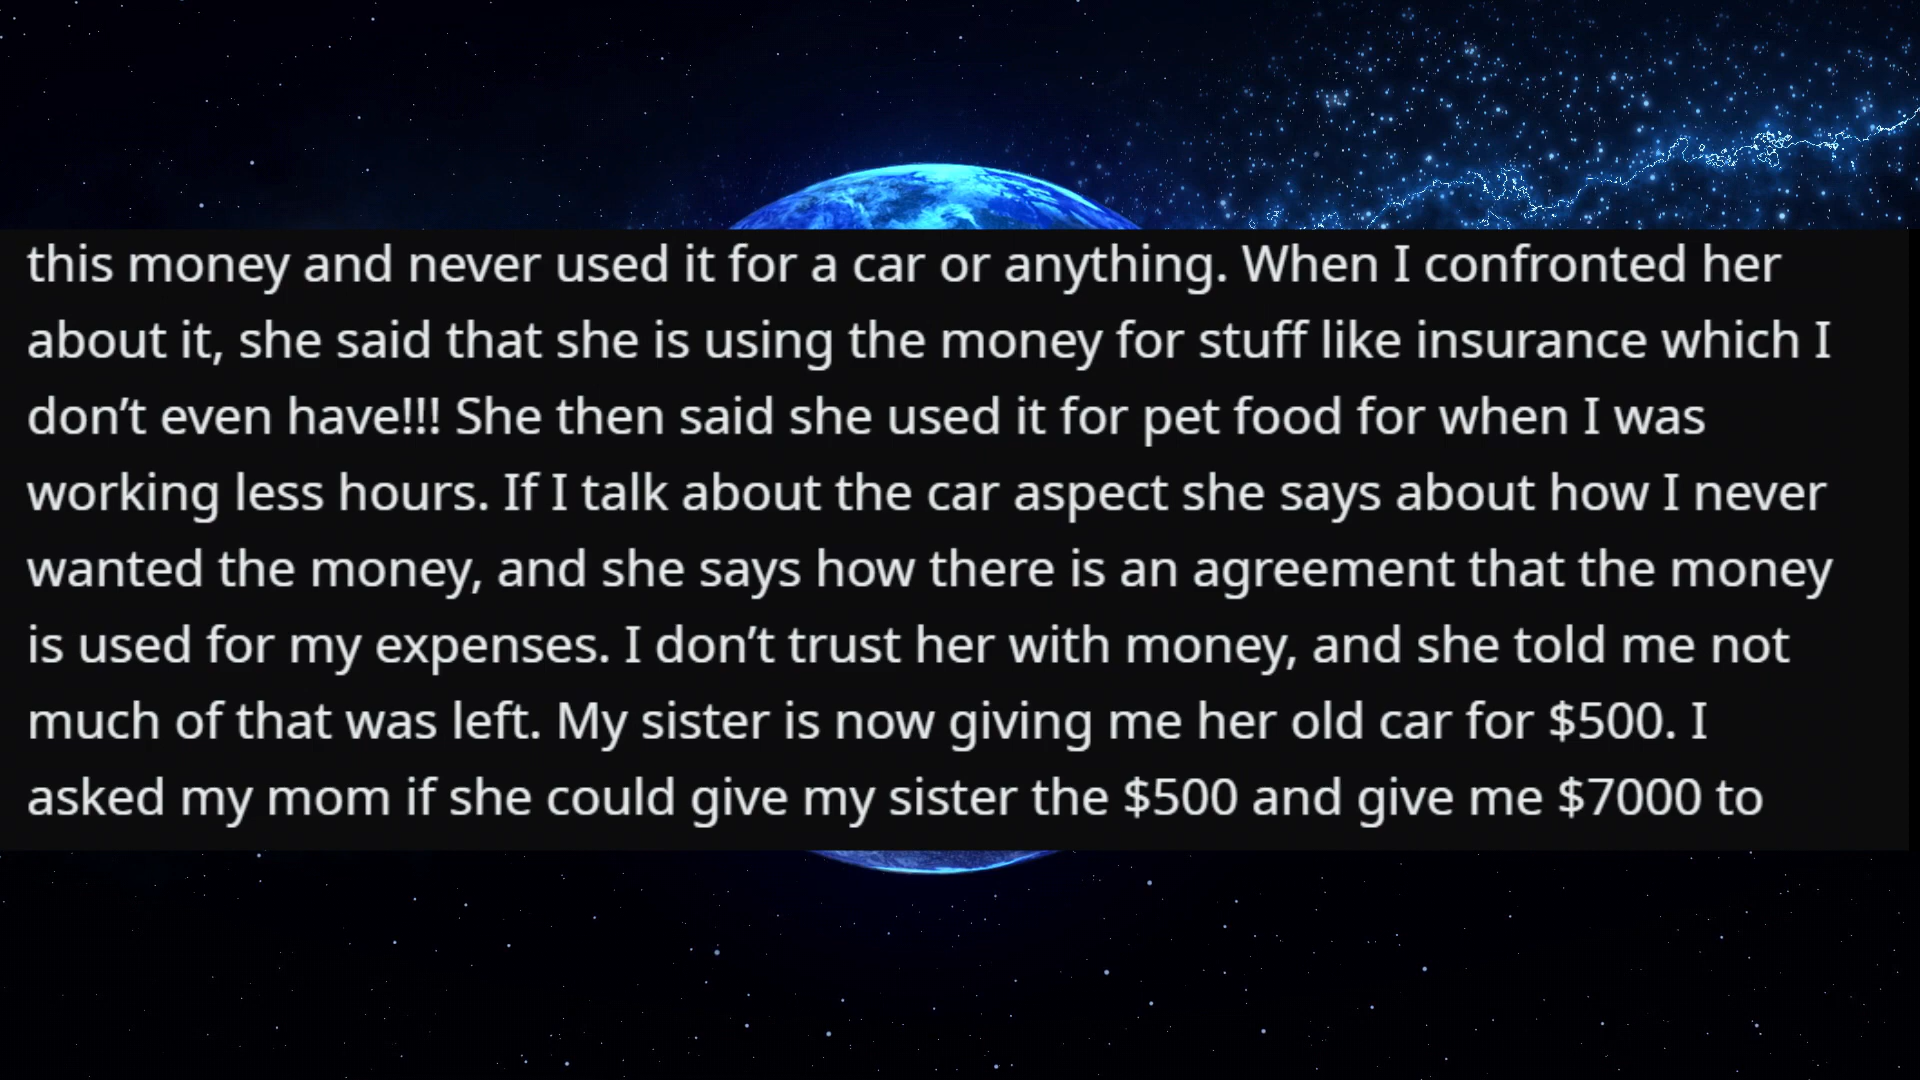 this money and never used it for a car or anything. When I confronted her
about it, she said that she is using the money for stuff like insurance which I
don’t even have!!! She then said she used it for pet food for when I was
working less hours. If I talk about the car aspect she says about how I never
wanted the money, and she says how there is an agreement that the money
is used for my expenses. I don’t trust her with money, and she told me not
much of that was left. My sister is now giving me her old car for $500. I
asked my mom if she could give my sister the $500 and give me $7000 to